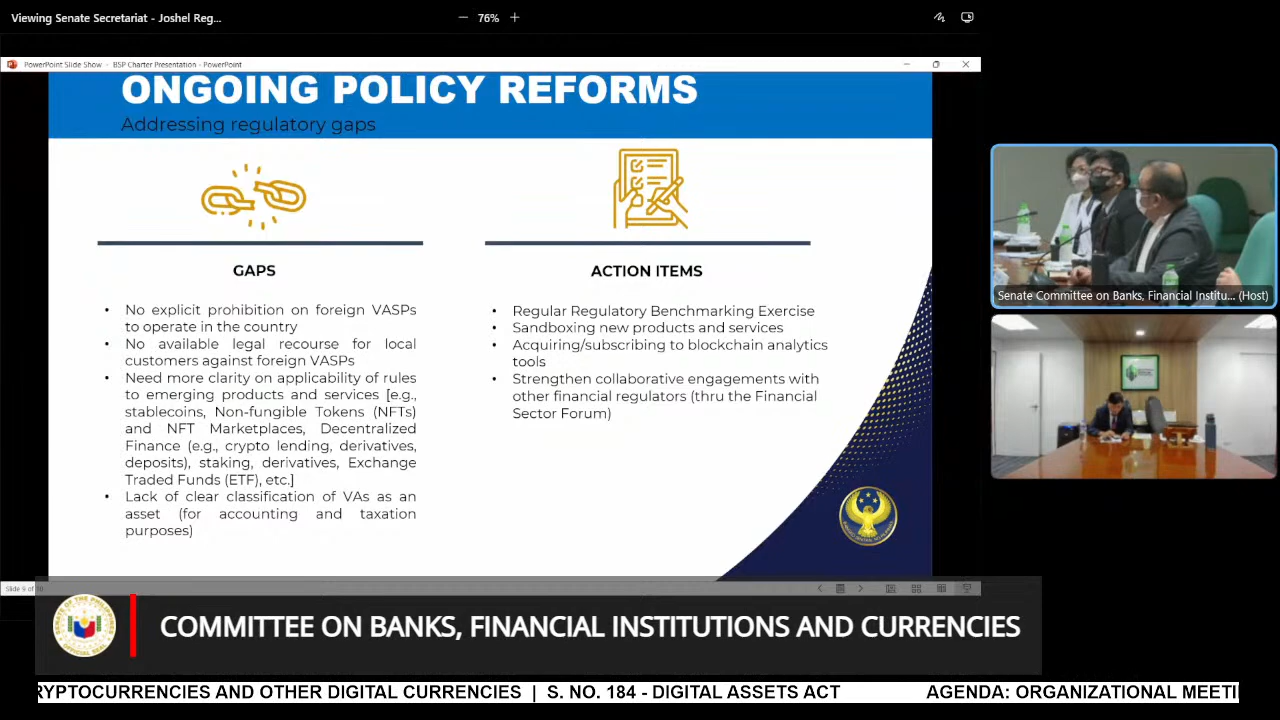 Viewing Senate Secretariat - Joshel Reg...
76%
PowerPoint Slide Show - BSP Charter Presentation - PowerPoint
ONGOING POLICY REFORMS
Addressing regulatory gaps
GAPS
• No explicit prohibition on foreign VASPs
to operate in the country
• No available legal recourse for local
customers against foreign VASPs
• Need more clarity on applicability of rules
to emerging products and services [e.g.,
stablecoins, Non-fungible Tokens (NFTs)
and NFT Marketplaces, Decentralized
Finance (e.g., crypto lending, derivatives,
deposits), staking, derivatives, Exchange
Traded Funds (ETF), etc.]
• Lack of clear classification of VAs as an
asset (for accounting and taxation
purposes)
ACTION ITEMS
• Regular Regulatory Benchmarking Exercise
• Sandboxing new products and services
• Acquiring/subscribing to blockchain analytics
tools
• Strengthen collaborative engagements with
other financial regulators (thru the Financial
Sector Forum)
Senate Committee on Banks, Financial Institu... (Host)
Slide 9 of
COMMITTEE ON BANKS, FINANCIAL INSTITUTIONS AND CURRENCIES
RYPTOCURRENCIES AND OTHER DIGITAL CURRENCIES | S. NO. 184 - DIGITAL ASSETS ACT AGENDA: ORGANIZATIONAL MEETI